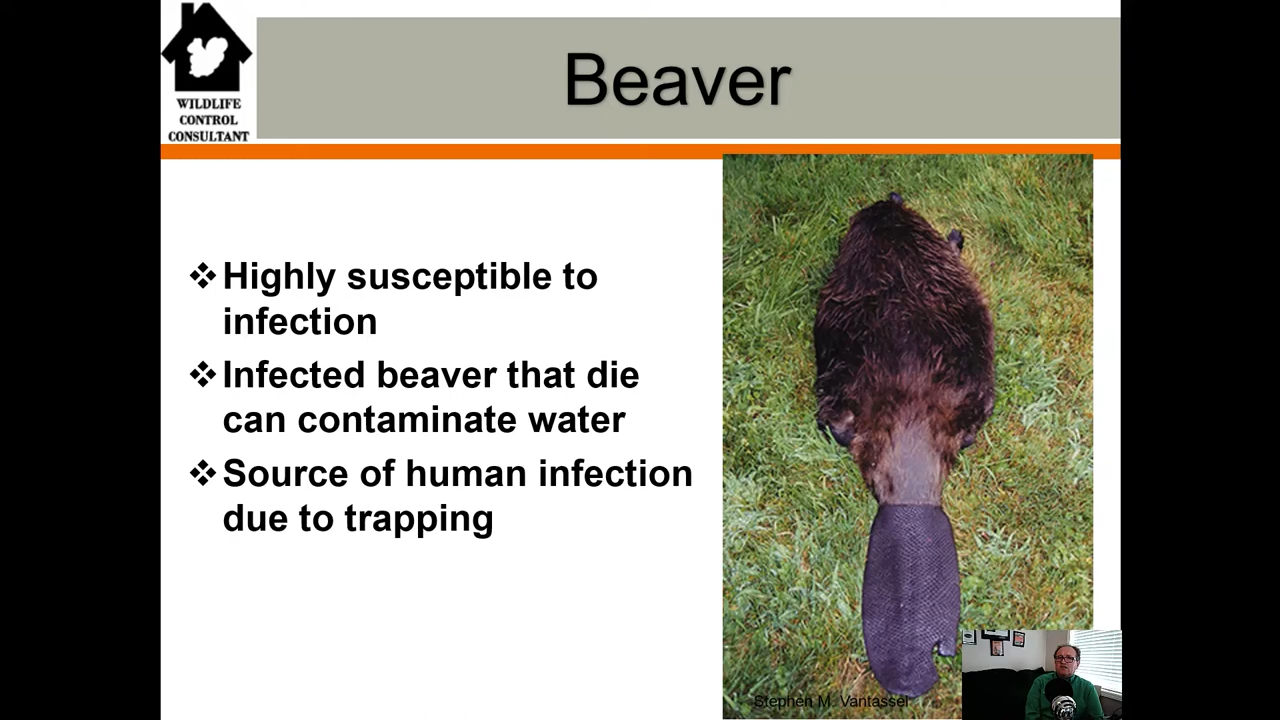 WILDLIFE
CONTROL
CONSULTANT
Beaver
❖ Highly susceptible to
infection
❖ Infected beaver that die
can contaminate water
❖ Source of human infection
due to trapping
Stephen M. Vantassel